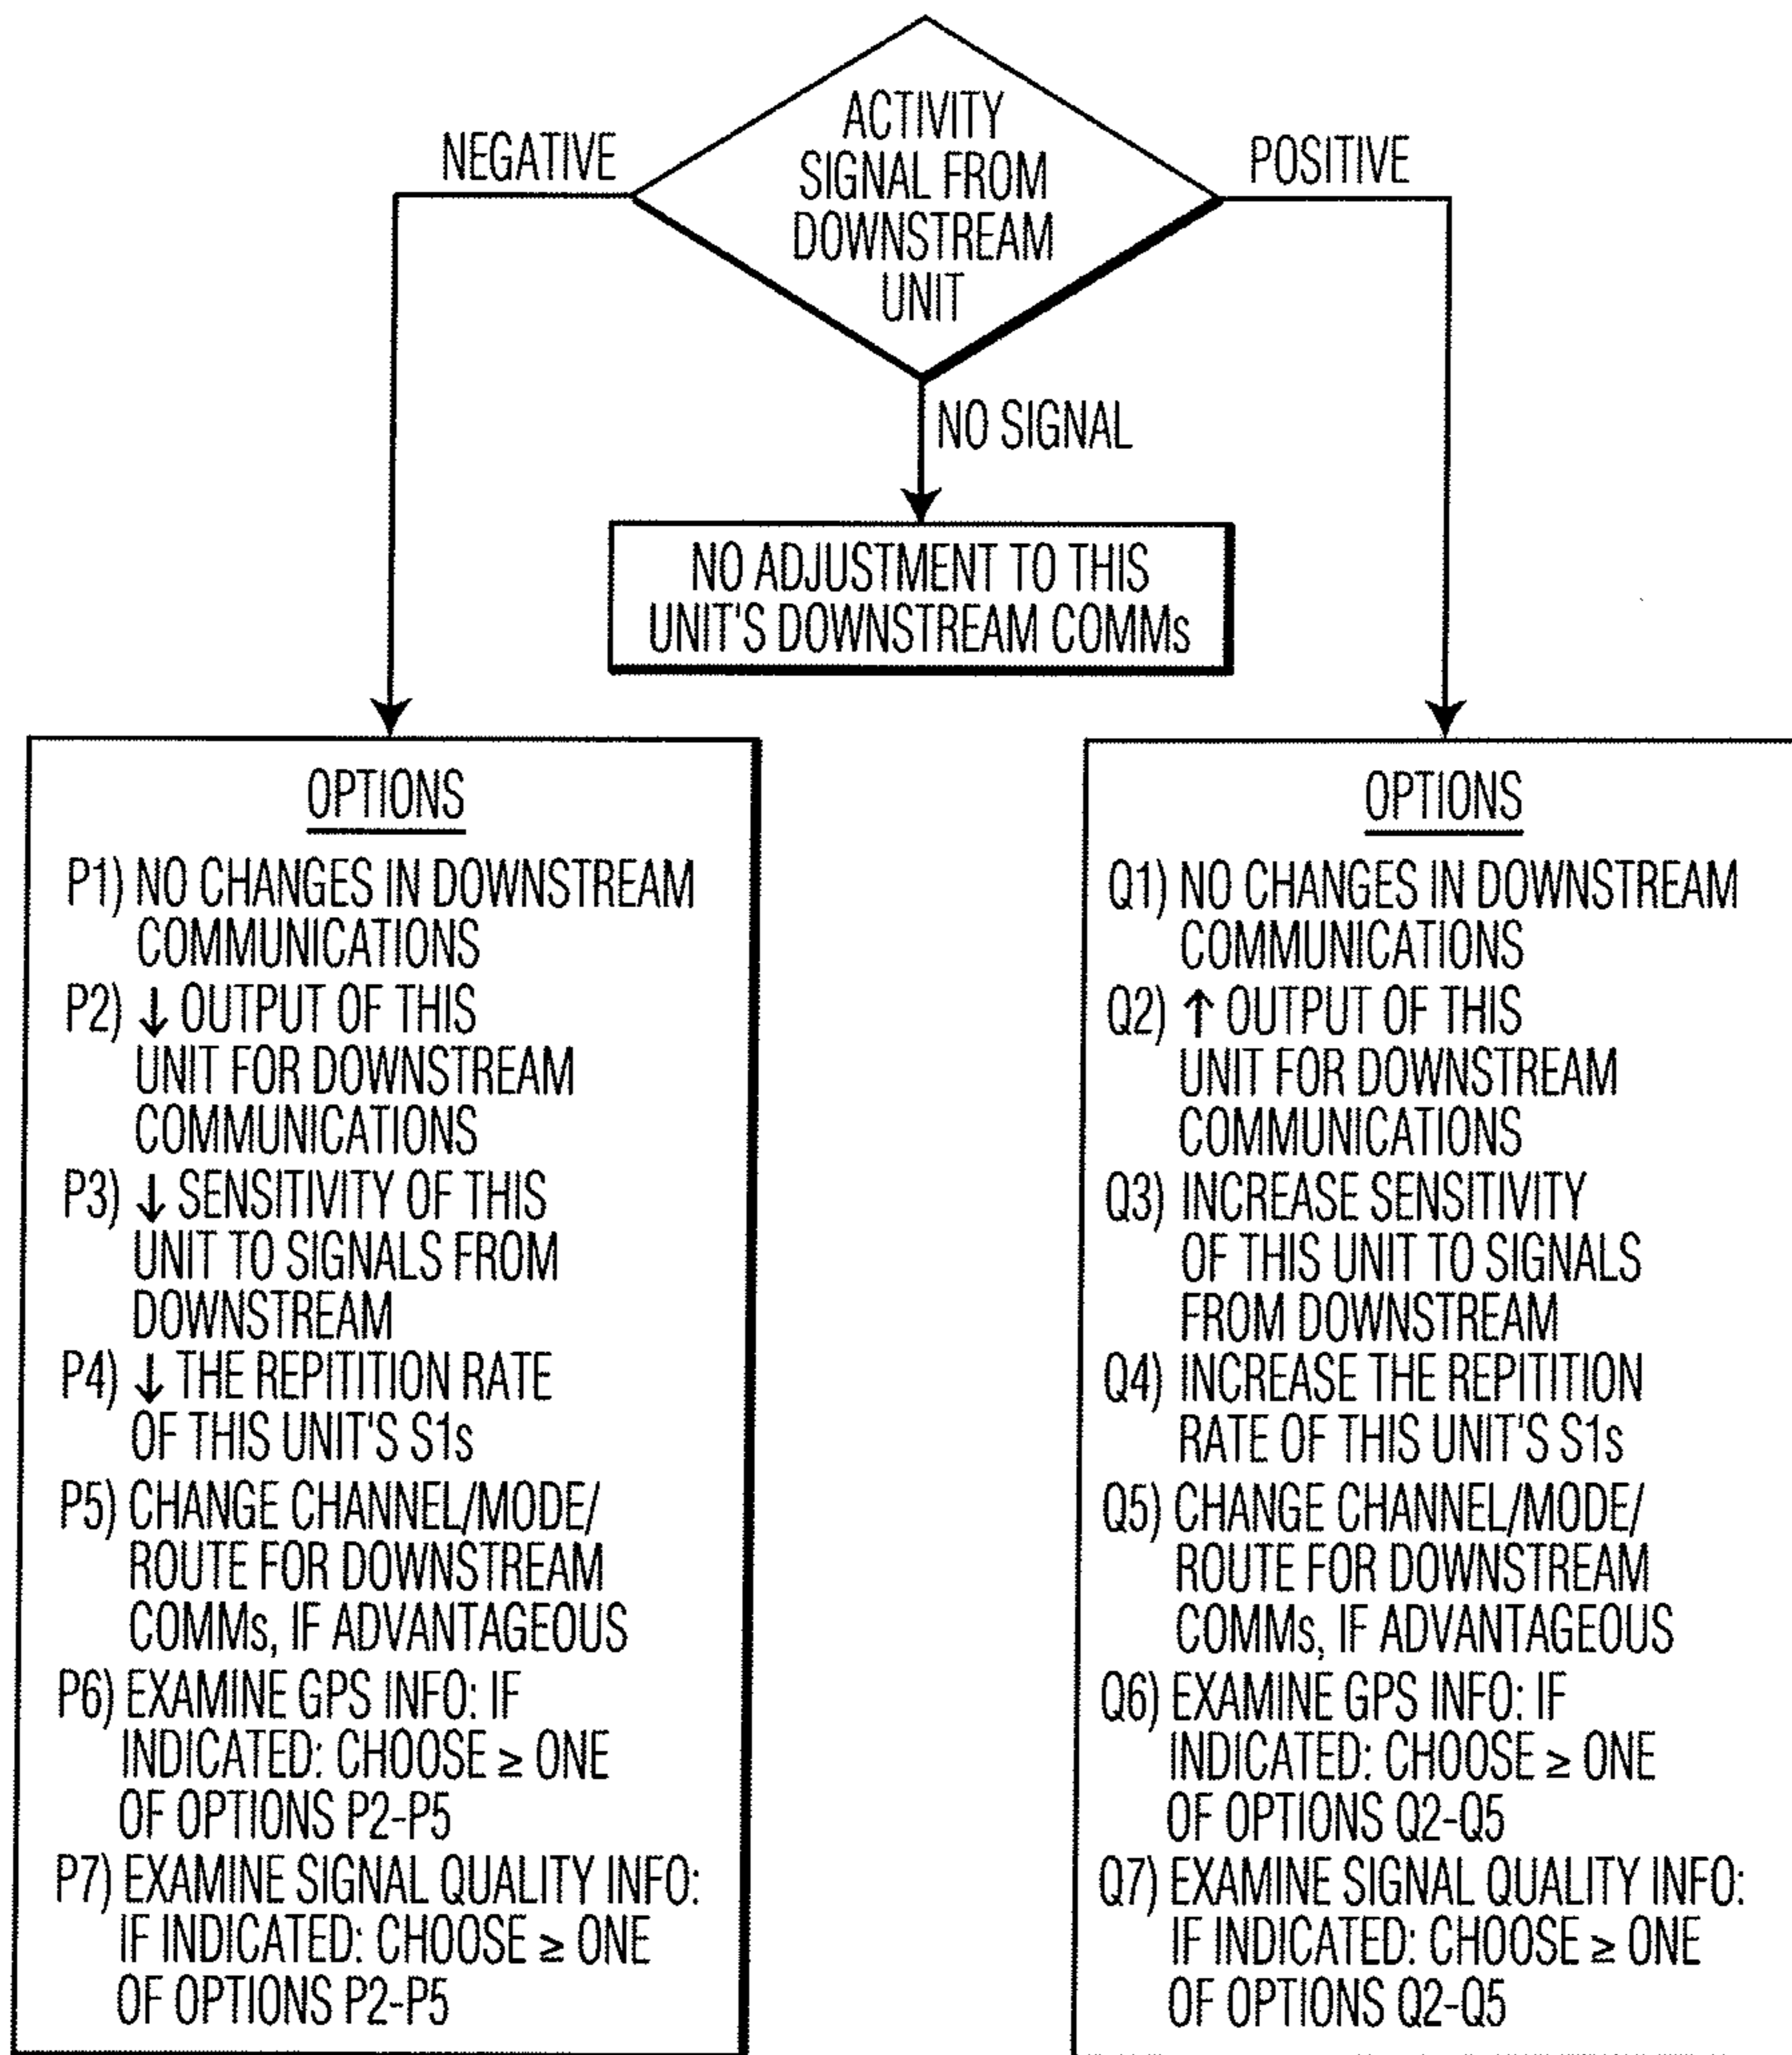 ACTIVITY
SIGNAL FROM
DOWNSTREAM
UNIT
NEGATIVE
POSITIVE
NO SIGNAL
NO ADJUSTMENT TO THIS
UNIT'S DOWNSTREAM COMMs
OPTIONS
P1) NO CHANGES IN DOWNSTREAM
COMMUNICATIONS
P2) ↓ OUTPUT OF THIS
UNIT FOR DOWNSTREAM
COMMUNICATIONS
P3) ↓ SENSITIVITY OF THIS
UNIT TO SIGNALS FROM
DOWNSTREAM
P4) ↓ THE REPITITION RATE
OF THIS UNIT'S S1s
P5) CHANGE CHANNEL/MODE/
ROUTE FOR DOWNSTREAM
COMMs, IF ADVANTAGEOUS
P6) EXAMINE GPS INFO: IF
INDICATED: CHOOSE ≥ ONE
OF OPTIONS P2-P5
P7) EXAMINE SIGNAL QUALITY INFO:
IF INDICATED: CHOOSE ≥ ONE
OF OPTIONS P2-P5
OPTIONS
Q1) NO CHANGES IN DOWNSTREAM
COMMUNICATIONS
Q2) ↑ OUTPUT OF THIS
UNIT FOR DOWNSTREAM
COMMUNICATIONS
Q3) INCREASE SENSITIVITY
OF THIS UNIT TO SIGNALS
FROM DOWNSTREAM
Q4) INCREASE THE REPITITION
RATE OF THIS UNIT'S S1s
Q5) CHANGE CHANNEL/MODE/
ROUTE FOR DOWNSTREAM
COMMs, IF ADVANTAGEOUS
Q6) EXAMINE GPS INFO: IF
INDICATED: CHOOSE ≥ ONE
OF OPTIONS Q2-Q5
Q7) EXAMINE SIGNAL QUALITY INFO:
IF INDICATED: CHOOSE ≥ ONE
OF OPTIONS Q2-Q5